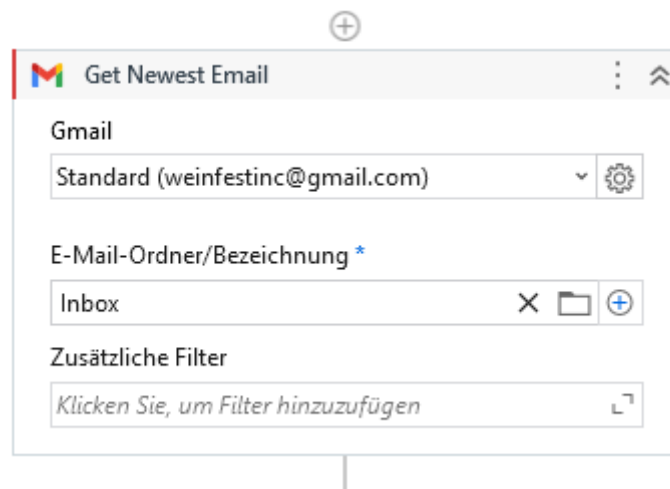 Get Newest Email
Gmail
Standard (weinfestinc@gmail.com)
E-Mail-Ordner/Bezeichnung *
Inbox
Zusätzliche Filter
Klicken Sie, um Filter hinzuzufügen